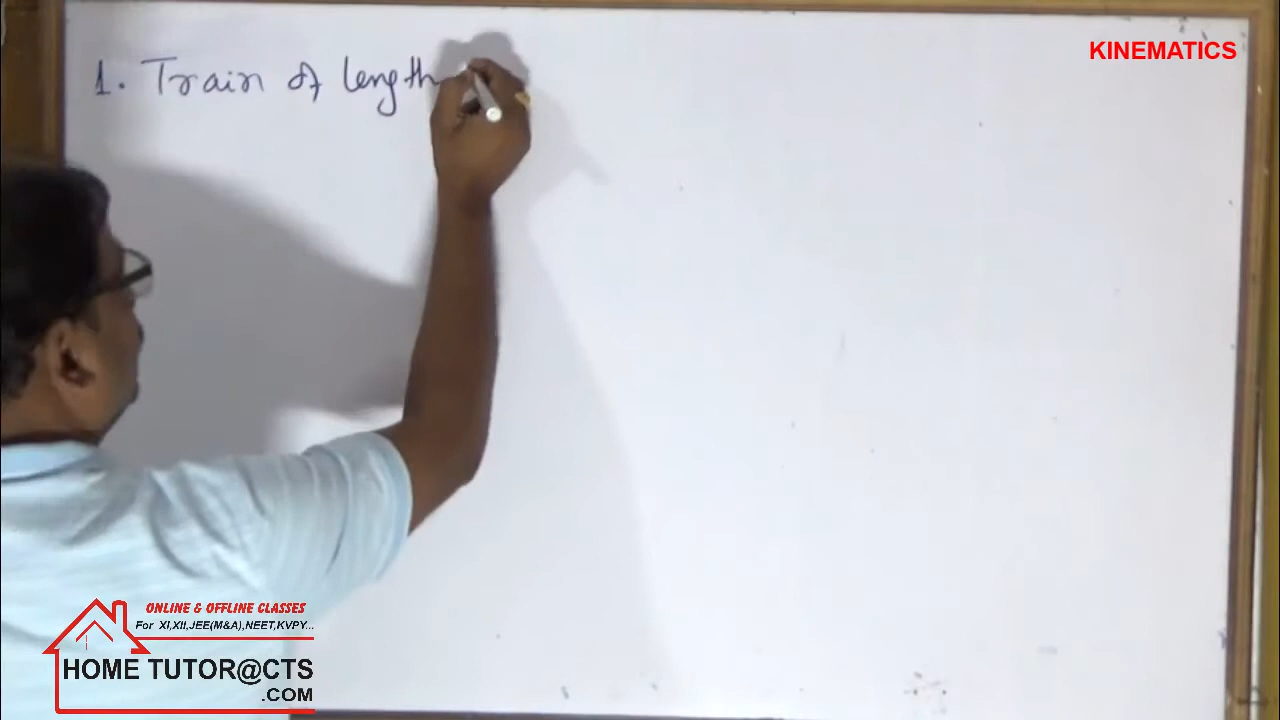 KINEMATICS
1. Train of length
ONLINE & OFFLINE CLASSES
For XI,XII,JEE(M&A),NEET,KVPY...
HOME TUTOR@CTS
.COM